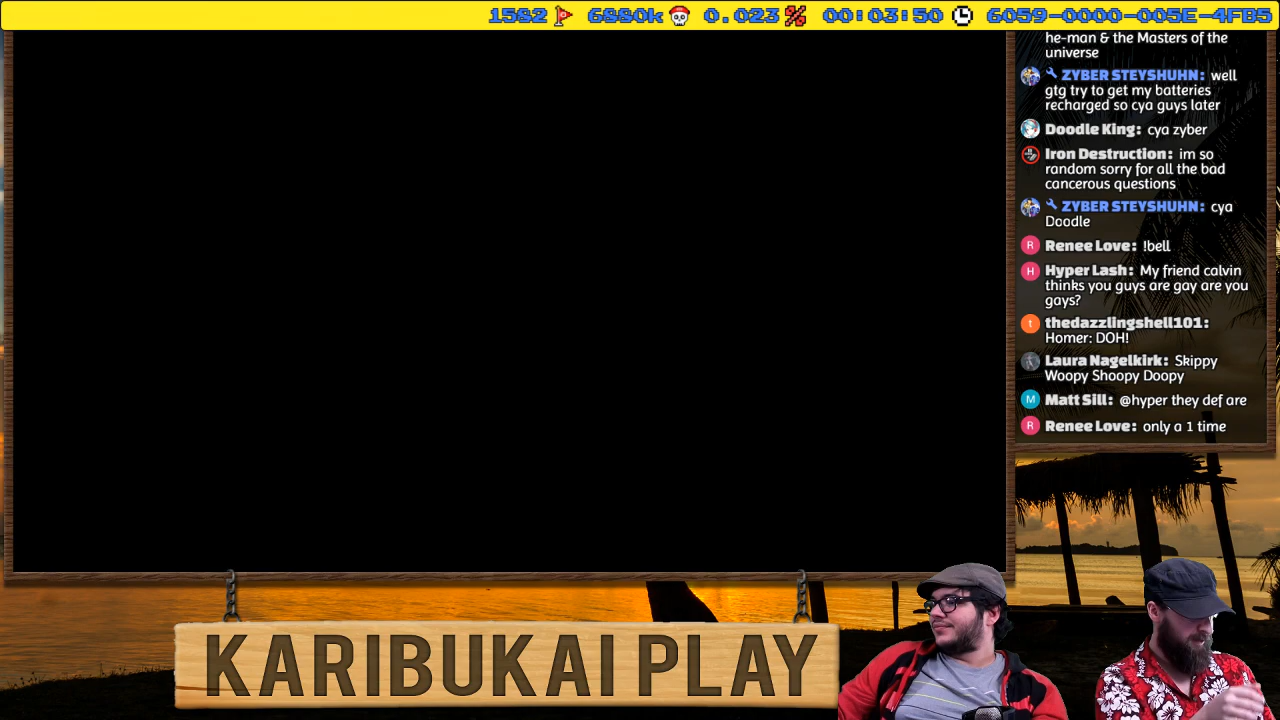 1582 6880k 0.023% 00:03:50 6059-0000-005E-4FB5
he-man & the Masters of the
universe
ZYBER STEYSHUHN: well
gtg try to get my batteries
recharged so cya guys later
Doodle King: cya zyber
Iron Destruction: im so
random sorry for all the bad
cancerous questions
ZYBER STEYSHUHN: cya
Doodle
R Renee Love: !bell
H Hyper Lash: My friend calvin
thinks you guys are gay are you
gays?
t thedazzlingshell101:
Homer: DOH!
Laura Nagelkirk: Skippy
Woopy Shoopy Doopy
M Matt Sill: @hyper they def are
R Renee Love: only a 1 time
KARIBUKAI PLAY